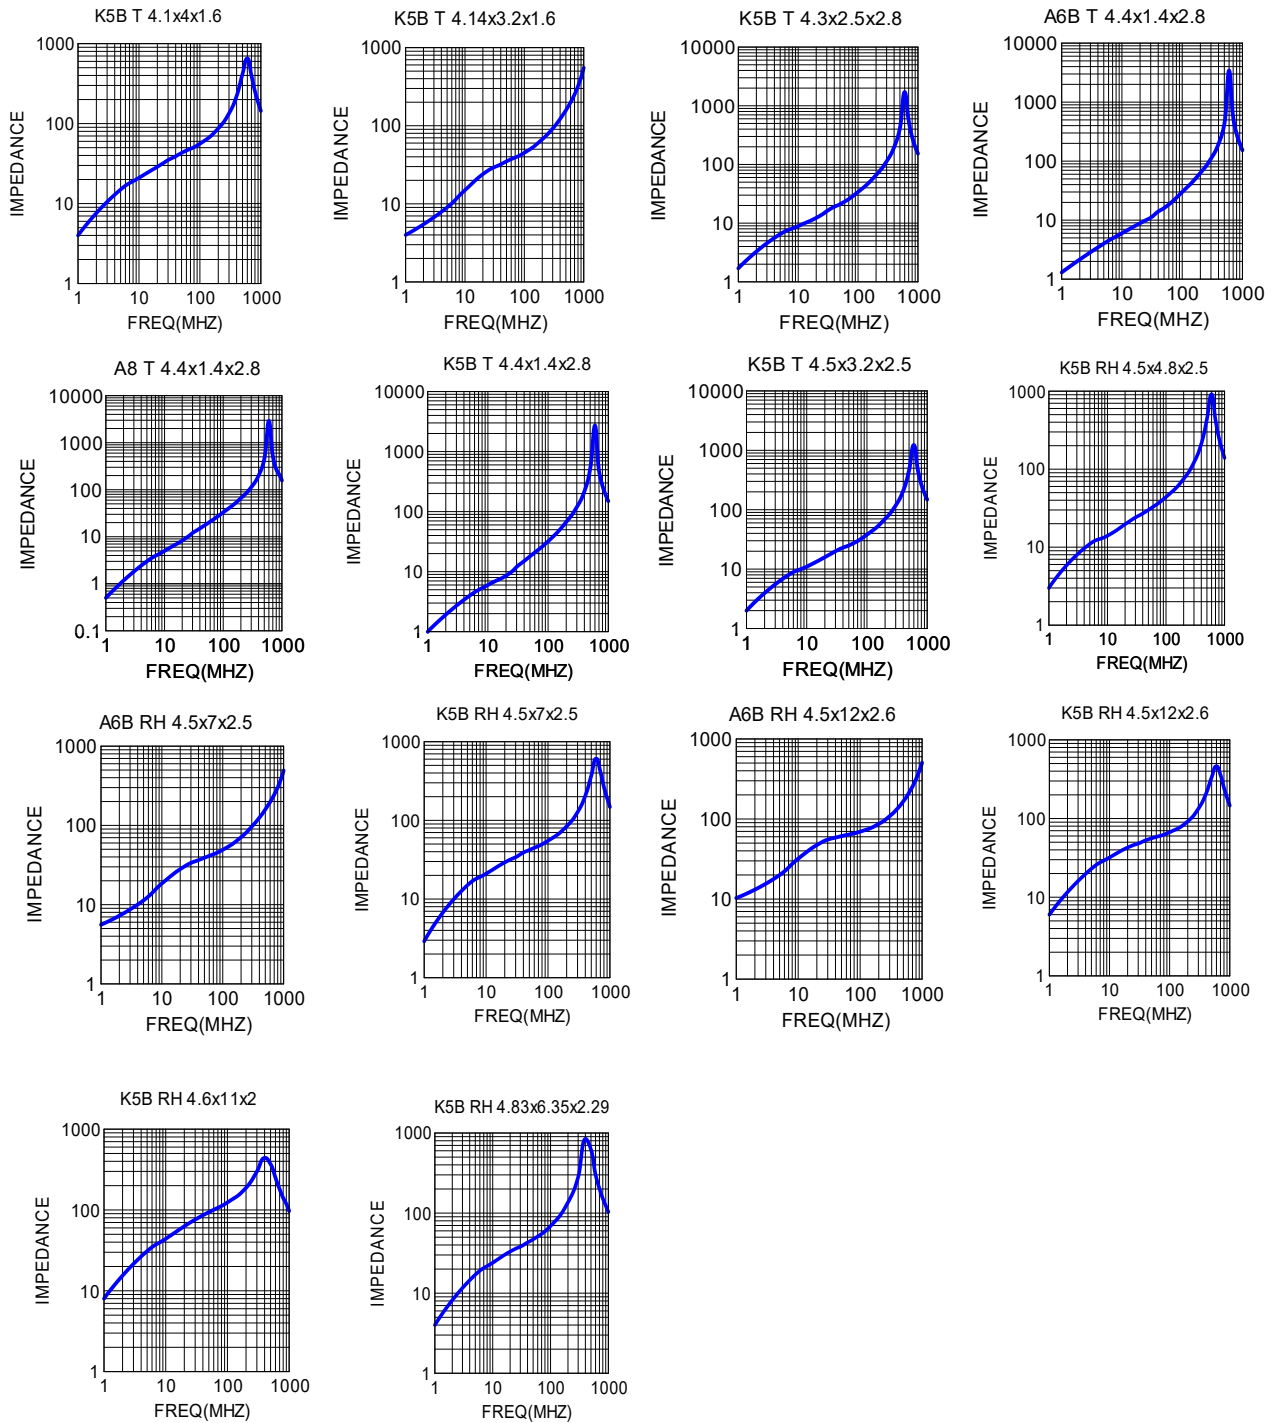 K5B T 4.1x4x1.6
1000
100
10
1
IMPEDANCE
1 10 100 1000
FREQ(MHZ)
K5B T 4.14x3.2x1.6
1000
100
10
1
IMPEDANCE
1 10 100 1000
FREQ(MHZ)
K5B T 4.3x2.5x2.8
10000
1000
100
10
1
IMPEDANCE
1 10 100 1000
FREQ(MHZ)
A6B T 4.4x1.4x2.8
10000
1000
100
10
1
IMPEDANCE
1 10 100 1000
FREQ(MHZ)
A8 T 4.4x1.4x2.8
10000
1000
100
10
1
0.1
IMPEDANCE
1 10 100 1000
FREQ(MHZ)
K5B T 4.4x1.4x2.8
10000
1000
100
10
1
IMPEDANCE
1 10 100 1000
FREQ(MHZ)
K5B T 4.5x3.2x2.5
10000
1000
100
10
1
IMPEDANCE
1 10 100 1000
FREQ(MHZ)
K5B RH 4.5x4.8x2.5
1000
100
10
1
IMPEDANCE
1 10 100 1000
FREQ(MHZ)
A6B RH 4.5x7x2.5
1000
100
10
1
IMPEDANCE
1 10 100 1000
FREQ(MHZ)
K5B RH 4.5x7x2.5
1000
100
10
1
IMPEDANCE
1 10 100 1000
FREQ(MHZ)
A6B RH 4.5x12x2.6
1000
100
10
1
IMPEDANCE
1 10 100 1000
FREQ(MHZ)
K5B RH 4.5x12x2.6
1000
100
10
1
IMPEDANCE
1 10 100 1000
FREQ(MHZ)
K5B RH 4.6x11x2
1000
100
10
1
IMPEDANCE
1 10 100 1000
FREQ(MHZ)
K5B RH 4.83x6.35x2.29
1000
100
10
1
IMPEDANCE
1 10 100 1000
FREQ(MHZ)